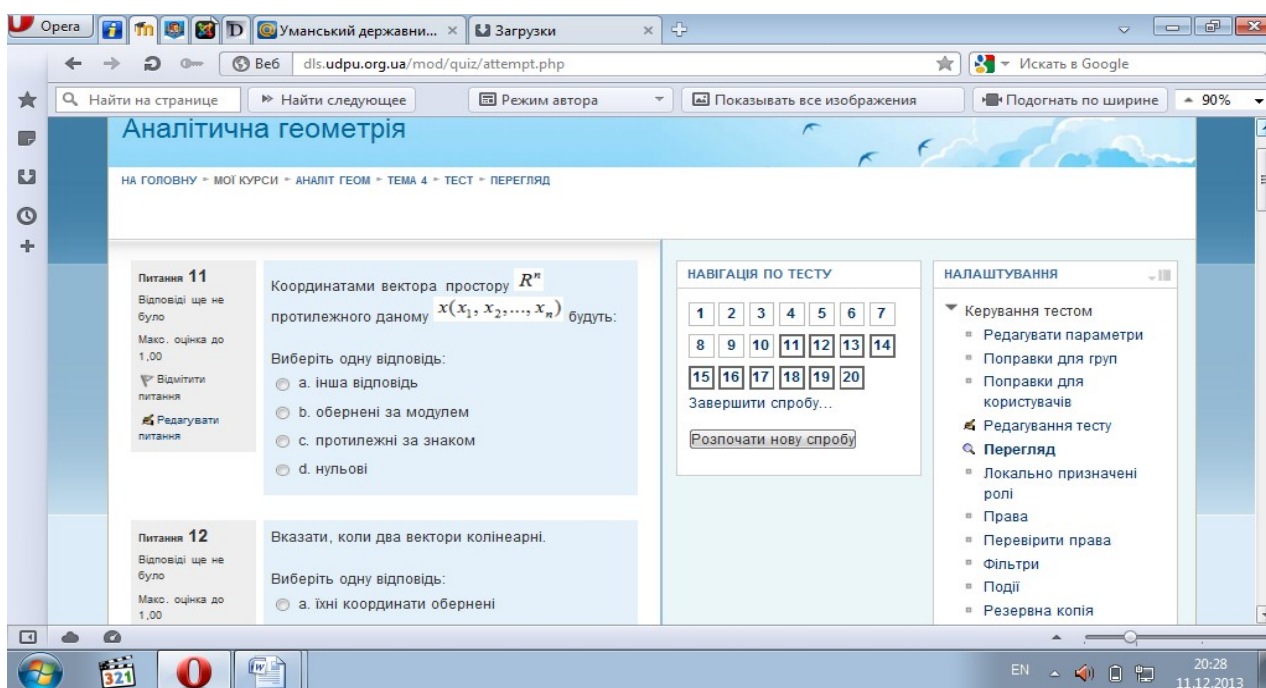 Opera
Уманський державни...
Загрузки
Веб
dls.udpu.org.ua/mod/quiz/attempt.php
Искать в Google
Найти на странице
Найти следующее
Режим автора
Показывать все изображения
Подогнать по ширине
90%
Аналітична геометрія
НА ГОЛОВНУ ► МОЇ КУРСИ ► АНАЛІТ ГЕОМ ► ТЕМА 4 ► ТЕСТ ► ПЕРЕГЛЯД
Питання 11
Відповіді ще не
було
Макс. оцінка до
1,00
Відмітити
питання
Редагувати
питання
Координатами вектора простору Rⁿ
протилежного даному x(x₁, x₂,..., xₙ) будуть:
Виберіть одну відповідь:
a. інша відповідь
b. обернені за модулем
c. протилежні за знаком
d. нульові
Питання 12
Відповіді ще не
було
Макс. оцінка до
1,00
Вказати, коли два вектори колінеарні.
Виберіть одну відповідь:
a. їхні координати обернені
НАВІГАЦІЯ ПО ТЕСТУ
1 2 3 4 5 6 7
8 9 10 11 12 13 14
15 16 17 18 19 20
Завершити спробу...
Розпочати нову спробу
НАЛАШТУВАННЯ
Керування тестом
Редагувати параметри
Поправки для груп
Поправки для
користувачів
Редагування тесту
Перегляд
Локально призначені
ролі
Права
Перевірити права
Фільтри
Події
Резервна копія
321
EN
20:28
11.12.2013